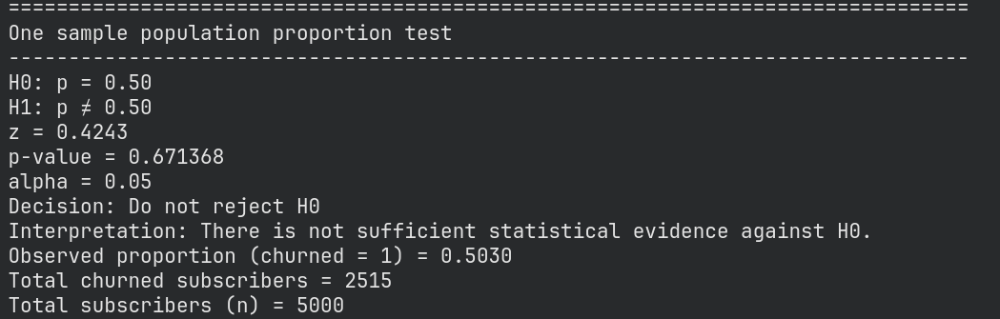 ================================================================================
One sample population proportion test
--------------------------------------------------------------------------------
H0: p = 0.50
H1: p ≠ 0.50
z = 0.4243
p-value = 0.671368
alpha = 0.05
Decision: Do not reject H0
Interpretation: There is not sufficient statistical evidence against H0.
Observed proportion (churned = 1) = 0.5030
Total churned subscribers = 2515
Total subscribers (n) = 5000